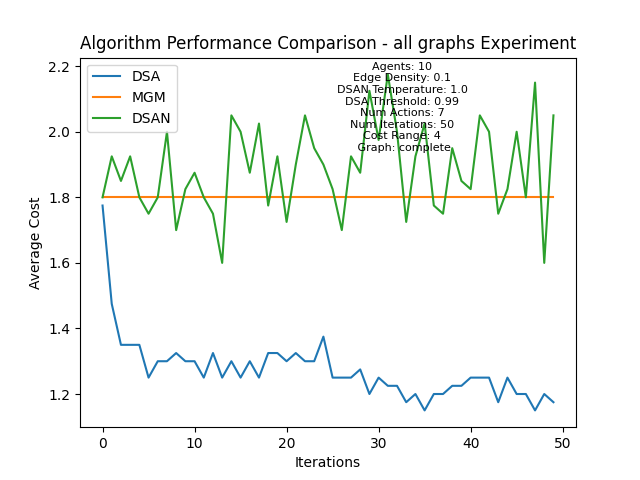 Algorithm Performance Comparison - all graphs Experiment
DSA
MGM
DSAN
Agents: 10
Edge Density: 0.1
DSAN Temperature: 1.0
DSA Threshold: 0.99
Num Actions: 7
Num Iterations: 50
Cost Range: 4
Graph: complete
Average Cost
2.2
2.0
1.8
1.6
1.4
1.2
0
10
20
30
40
50
Iterations